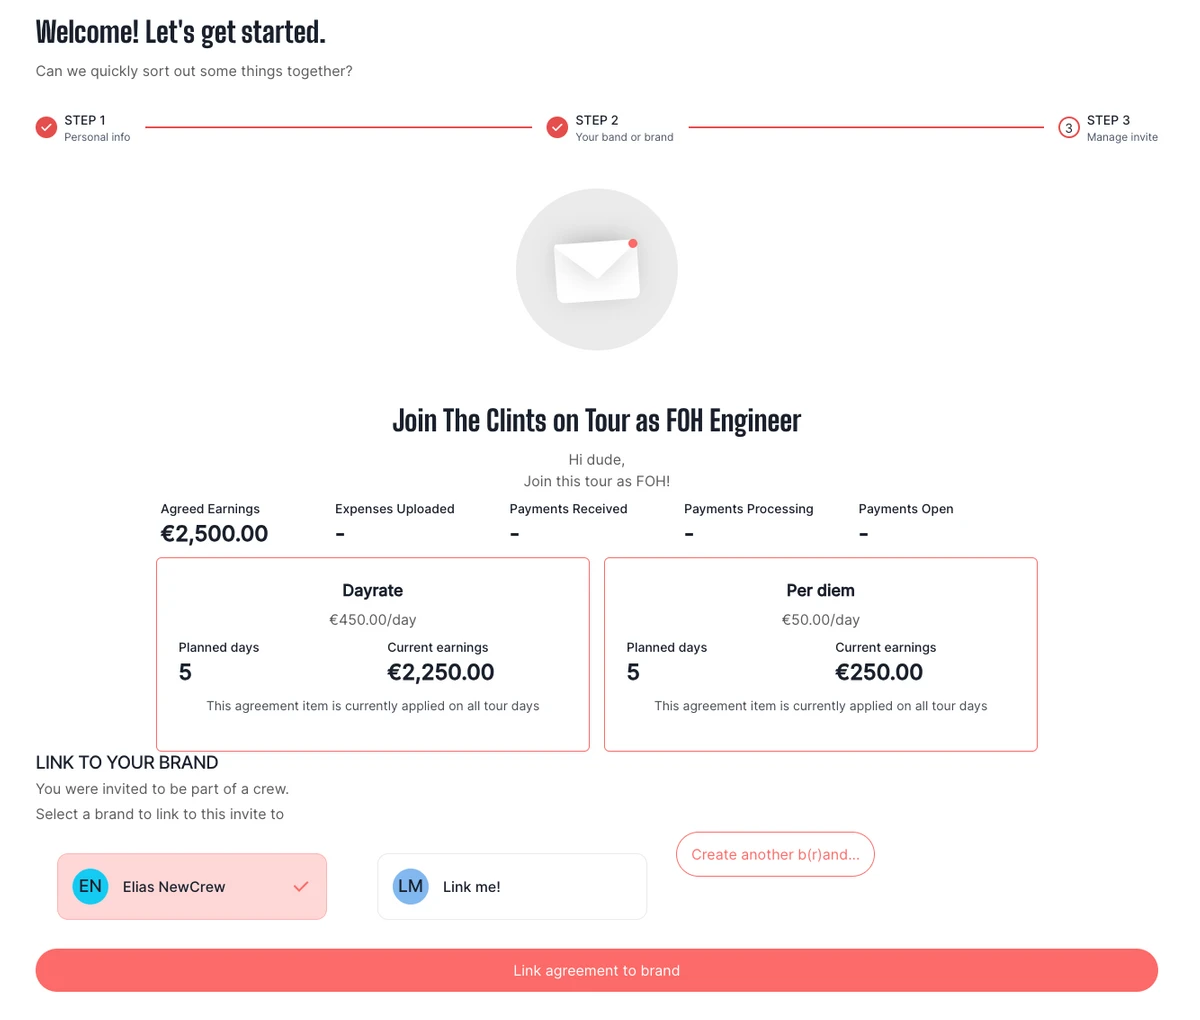 Welcome! Let's get started.
Can we quickly sort out some things together?
STEP 1
Personal info
STEP 2
Your band or brand
3
STEP 3
Manage invite
Join The Clints on Tour as FOH Engineer
Hi dude,
Join this tour as FOH!
Agreed Earnings
€2,500.00
Expenses Uploaded
-
Payments Received
-
Payments Processing
-
Payments Open
-
Dayrate
€450.00/day
Planned days
5
Current earnings
€2,250.00
This agreement item is currently applied on all tour days
Per diem
€50.00/day
Planned days
5
Current earnings
€250.00
This agreement item is currently applied on all tour days
LINK TO YOUR BRAND
You were invited to be part of a crew.
Select a brand to link to this invite to
EN
Elias NewCrew
LM
Link me!
Create another b(r)and...
Link agreement to brand